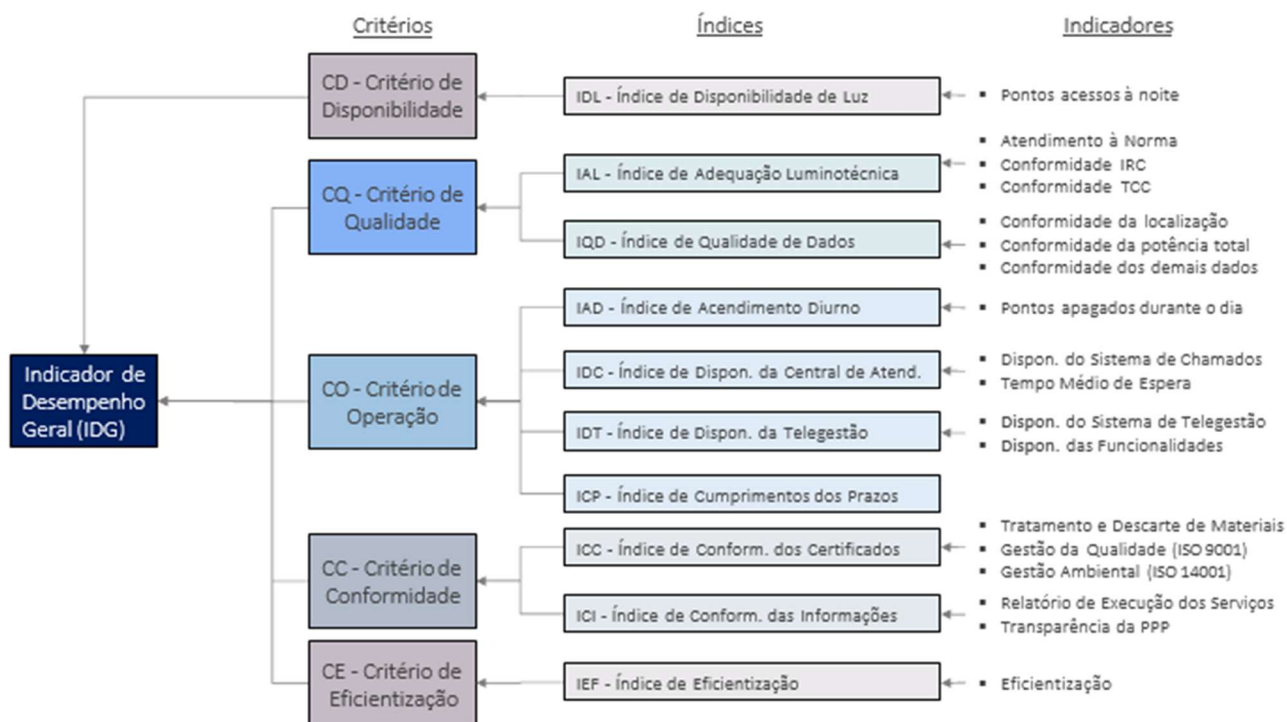 Critérios
Índices
Indicadores
CD - Critério de
Disponibilidade
IDL - Índice de Disponibilidade de Luz
▪ Pontos acessos à noite
CQ - Critério de
Qualidade
IAL - Índice de Adequação Luminotécnica
▪ Atendimento à Norma
▪ Conformidade IRC
▪ Conformidade TCC
IQD - Índice de Qualidade de Dados
▪ Conformidade da localização
▪ Conformidade da potência total
▪ Conformidade dos demais dados
Indicador de
Desempenho
Geral (IDG)
CO - Critério de
Operação
IAD - Índice de Acendimento Diurno
▪ Pontos apagados durante o dia
IDC - Índice de Dispon. da Central de Atend.
▪ Dispon. do Sistema de Chamados
▪ Tempo Médio de Espera
IDT - Índice de Dispon. da Telegestão
▪ Dispon. do Sistema de Telegestão
▪ Dispon. das Funcionalidades
ICP - Índice de Cumprimentos dos Prazos
CC - Critério de
Conformidade
ICC - Índice de Conform. dos Certificados
▪ Tratamento e Descarte de Materiais
▪ Gestão da Qualidade (ISO 9001)
▪ Gestão Ambiental (ISO 14001)
ICI - Índice de Conform. das Informações
▪ Relatório de Execução dos Serviços
▪ Transparência da PPP
CE - Critério de
Eficientização
IEF - Índice de Eficientização
▪ Eficientização